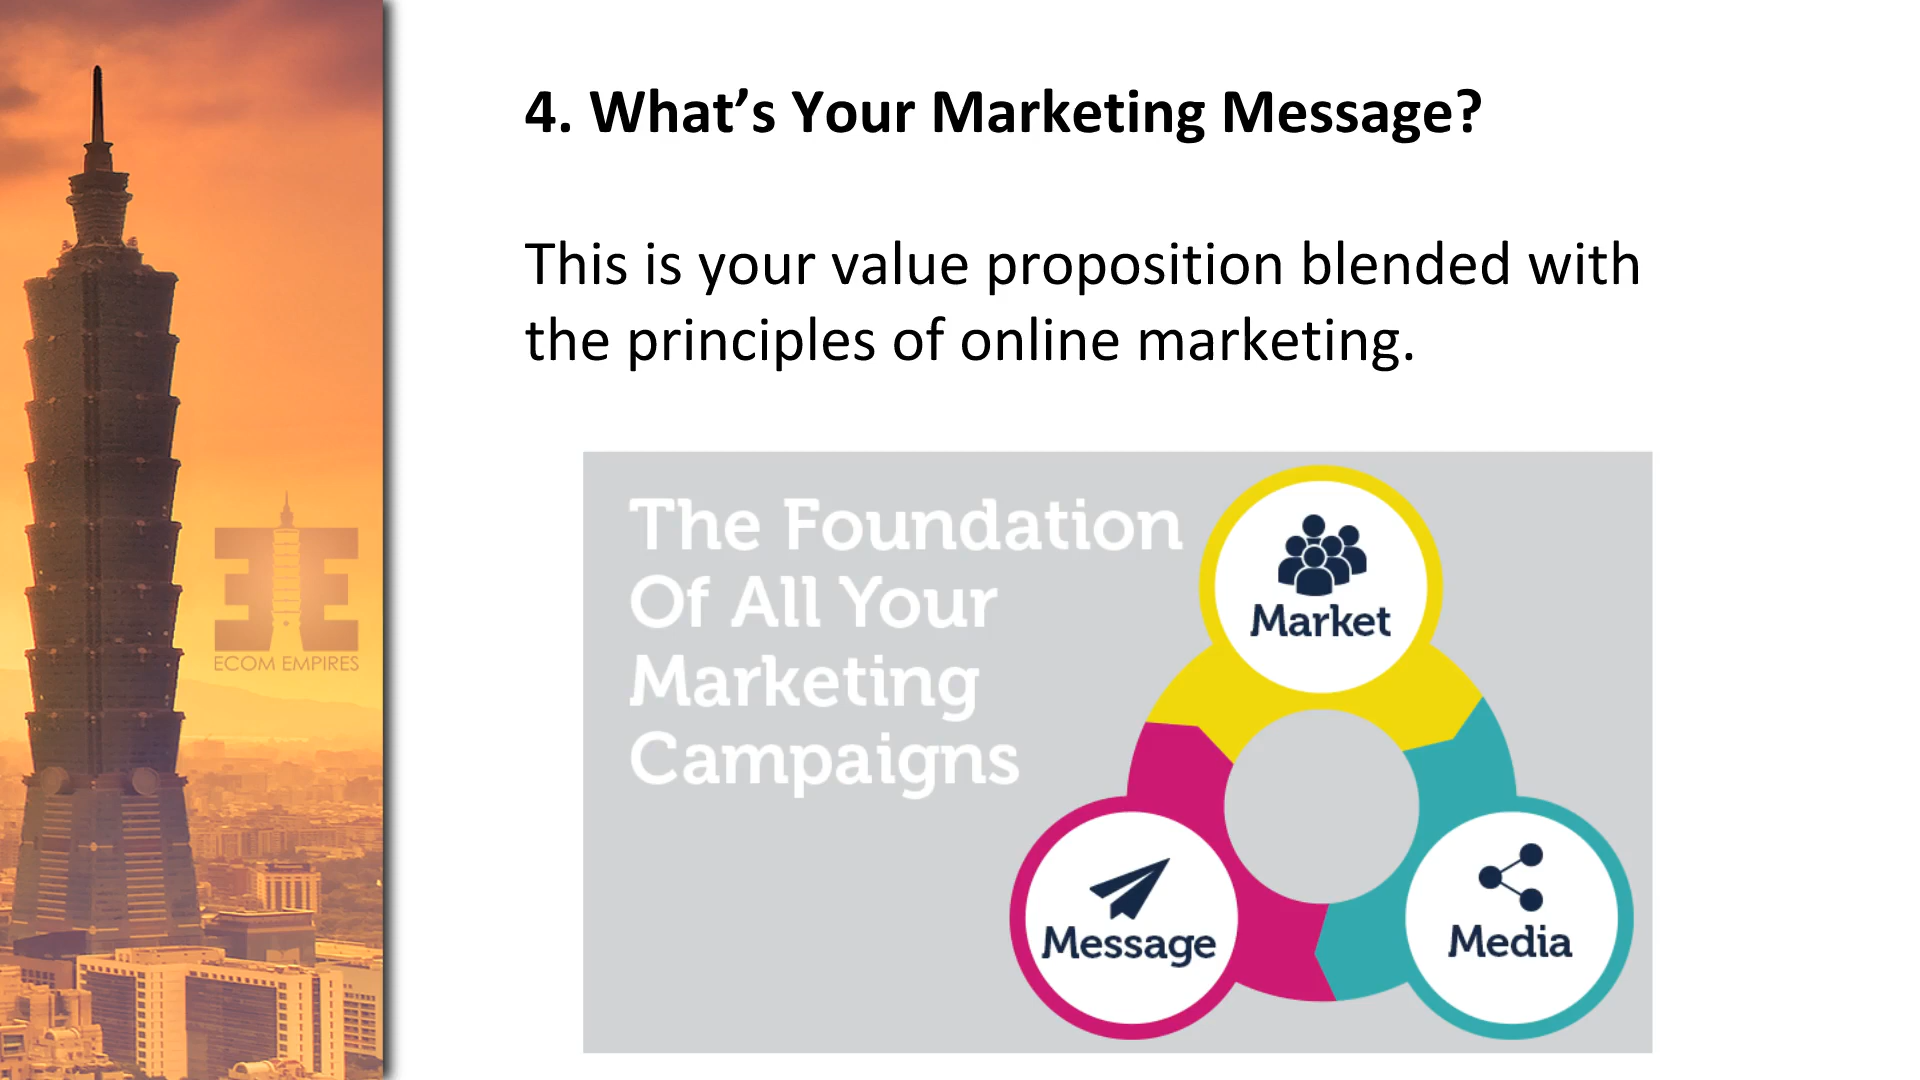 4. What’s Your Marketing Message?
This is your value proposition blended with
the principles of online marketing.
The Foundation
Of All Your
Marketing
Campaigns
Market
Message
Media
ECOM EMPIRES